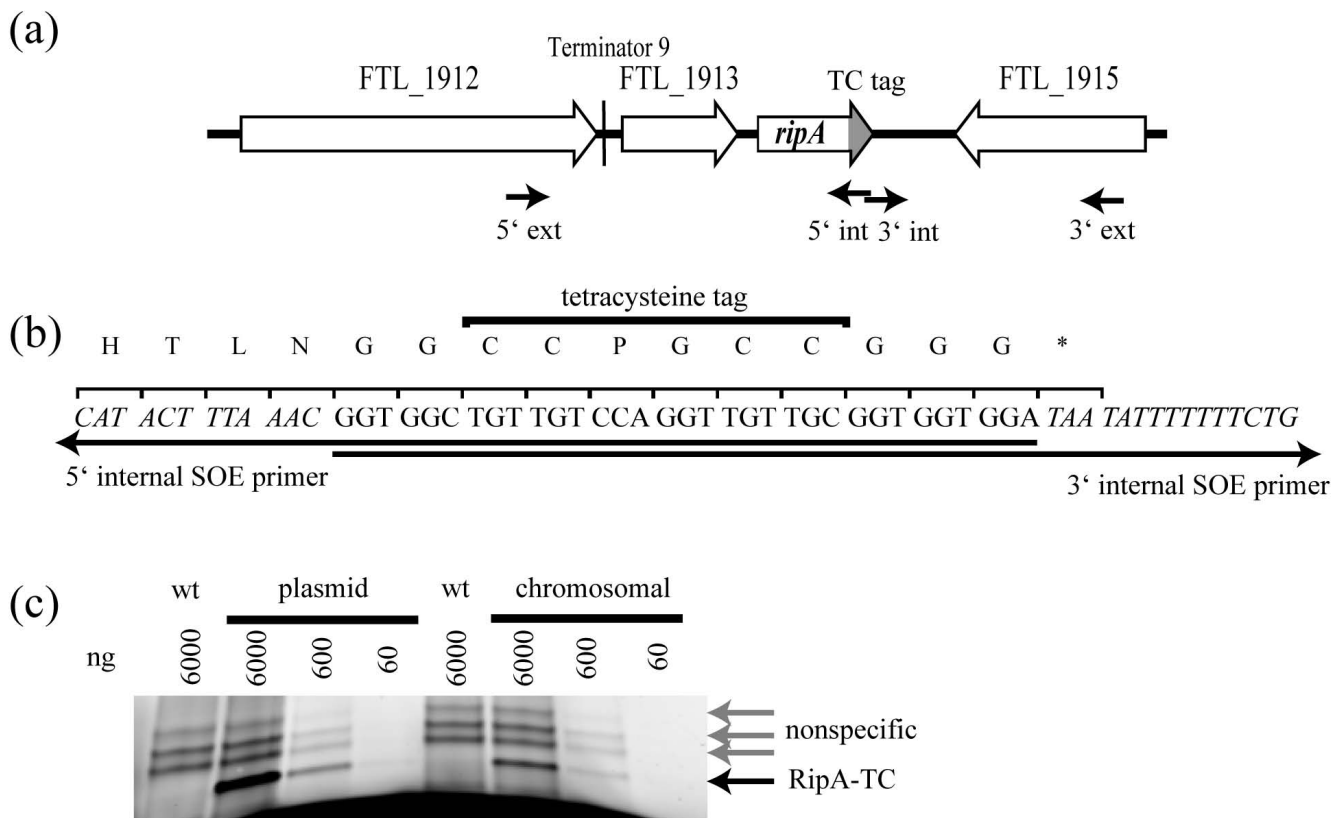 (a)
Terminator 9
FTL_1912 FTL_1913 TC tag FTL_1915
ripA
5‘ ext 5‘ int 3‘ int 3‘ ext
tetracysteine tag
(b)
H T L N G G C C P G C C G G G *
CAT ACT TTA AAC GGT GGC TGT TGT CCA GGT TGT TGC GGT GGT GGA TAA TATTTTTTTCTG
5‘ internal SOE primer 3‘ internal SOE primer
(c)
wt plasmid wt chromosomal
ng 6000 6000 600 60 6000 6000 600 60
nonspecific
RipA-TC